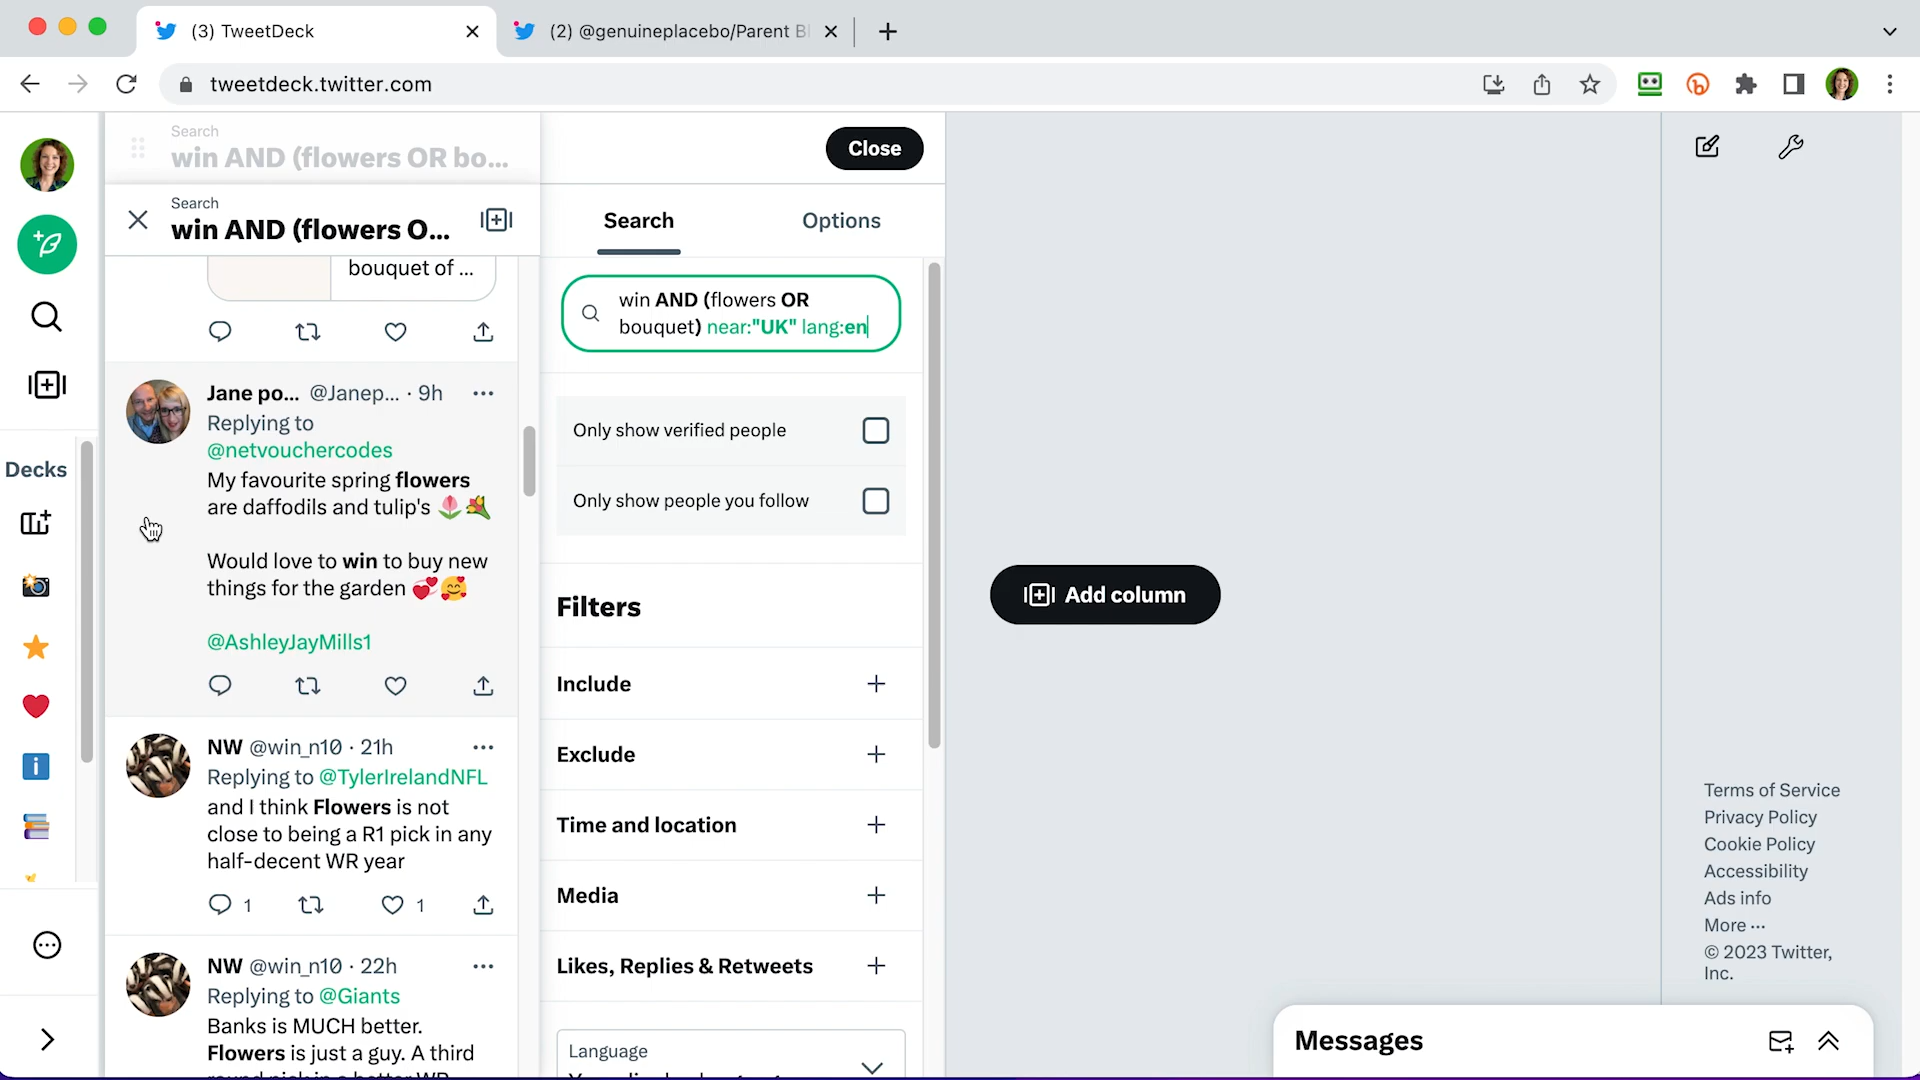 (3) TweetDeck
(2) @genuineplacebo/Parent Bl
tweetdeck.twitter.com
Search
win AND (flowers OR bo...
Search
win AND (flowers O...
bouquet of ...
Decks
Jane po... @Janep... · 9h
Replying to
@netvouchercodes
My favourite spring flowers
are daffodils and tulip's 🌷💐
Would love to win to buy new
things for the garden 💞🥰
@AshleyJayMills1
NW @win_n10 · 21h
Replying to @TylerIrelandNFL
and I think Flowers is not
close to being a R1 pick in any
half-decent WR year
1
1
NW @win_n10 · 22h
Replying to @Giants
Banks is MUCH better.
Flowers is just a guy. A third
Close
Search
Options
win AND (flowers OR
bouquet) near:"UK" lang:en
Only show verified people
Only show people you follow
Filters
Include
Exclude
Time and location
Media
Likes, Replies & Retweets
Language
Add column
Terms of Service
Privacy Policy
Cookie Policy
Accessibility
Ads info
More ···
© 2023 Twitter,
Inc.
Messages